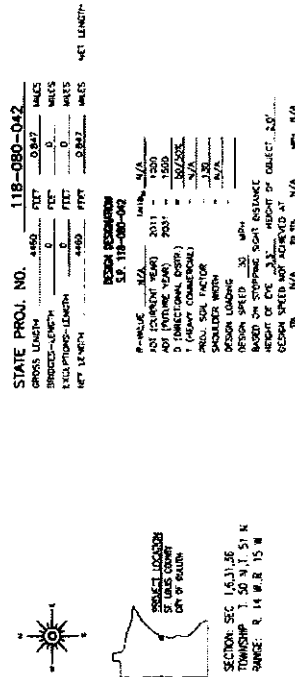 STATE PROJ. NO. 118-080-042
GROSS LENGTH 4460 FEET 0.847 MILES
BRIDGES-LENGTH 0 FEET 0 MILES
EXCEPTIONS-LENGTH 0 FEET 0 MILES
NET LENGTH 4460 FEET 0.847 MILES NET LENGTH
DESIGN DESIGNATION
S.P. 118-080-042
R-VALUE N/A N/A
ADT (CURRENT YEAR) 2011 =
ADT (FUTURE YEAR) 2031 = 1500
D (DIRECTIONAL DISTR.) =
T (HEAVY COMMERCIAL) N/A
PROJ. SOIL FACTOR 130
SHOULDER WIDTH N/A
DESIGN LOADING
DESIGN SPEED 30 MPH
BASED ON STOPPING SIGHT DISTANCE
HEIGHT OF EYE 3.5' HEIGHT OF OBJECT 2.0'
DESIGN SPEED NOT ACHIEVED AT
STA. N/A TO STA. N/A MPH N/A
PROJECT LOCATION
ST. LOUIS COUNTY
CITY OF DULUTH
SECTION: SEC 1,6,31,36
TOWNSHIP T. 50 N,T. 51 N
RANGE: R. 14 W,R. 15 W